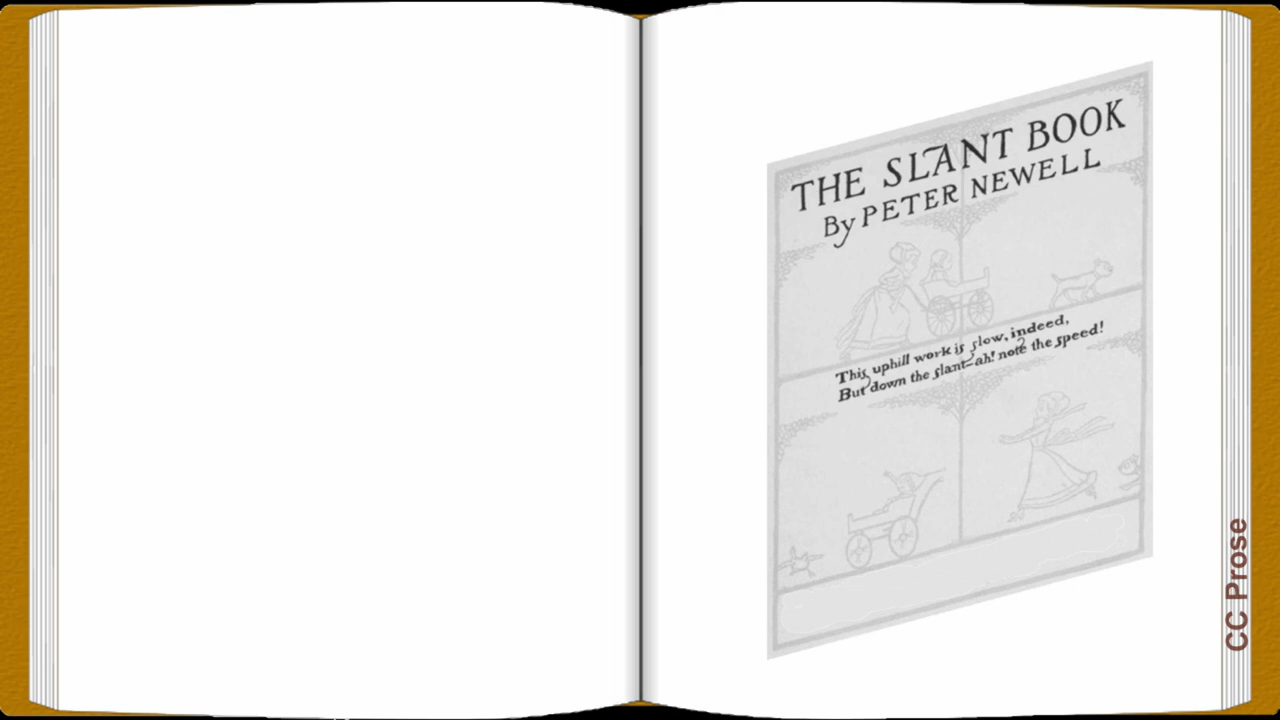 THE SLANT BOOK
By PETER NEWELL
This uphill work is slow, indeed,
But down the slant—ah! note the speed!
CC Prose